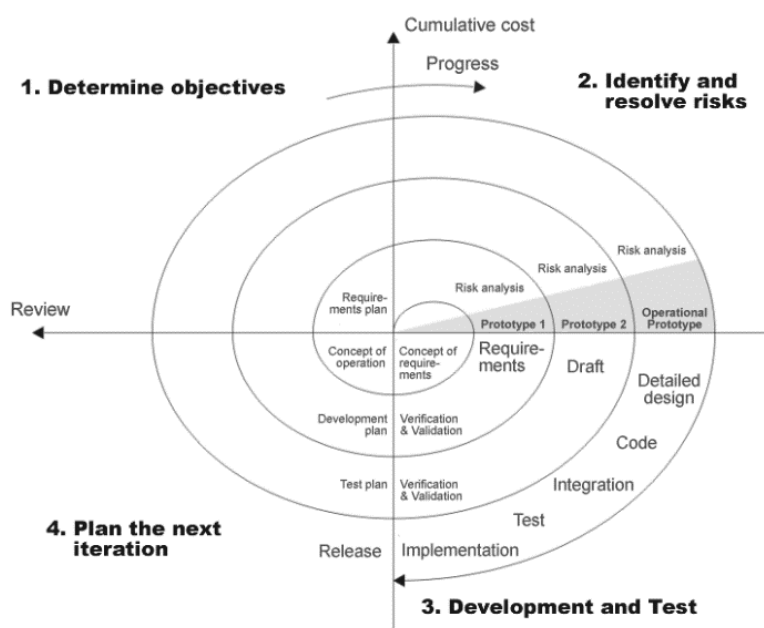 Cumulative cost
Progress
1. Determine objectives
2. Identify and
resolve risks
Risk analysis
Risk analysis
Risk analysis
Require-
ments plan
Operational
Prototype
Prototype 1
Prototype 2
Review
Concept of
operation
Concept of
require-
ments
Require-
ments
Draft
Detailed
design
Development
plan
Verification
& Validation
Code
Test plan
Verification
& Validation
Integration
Test
4. Plan the next
iteration
Release
Implementation
3. Development and Test